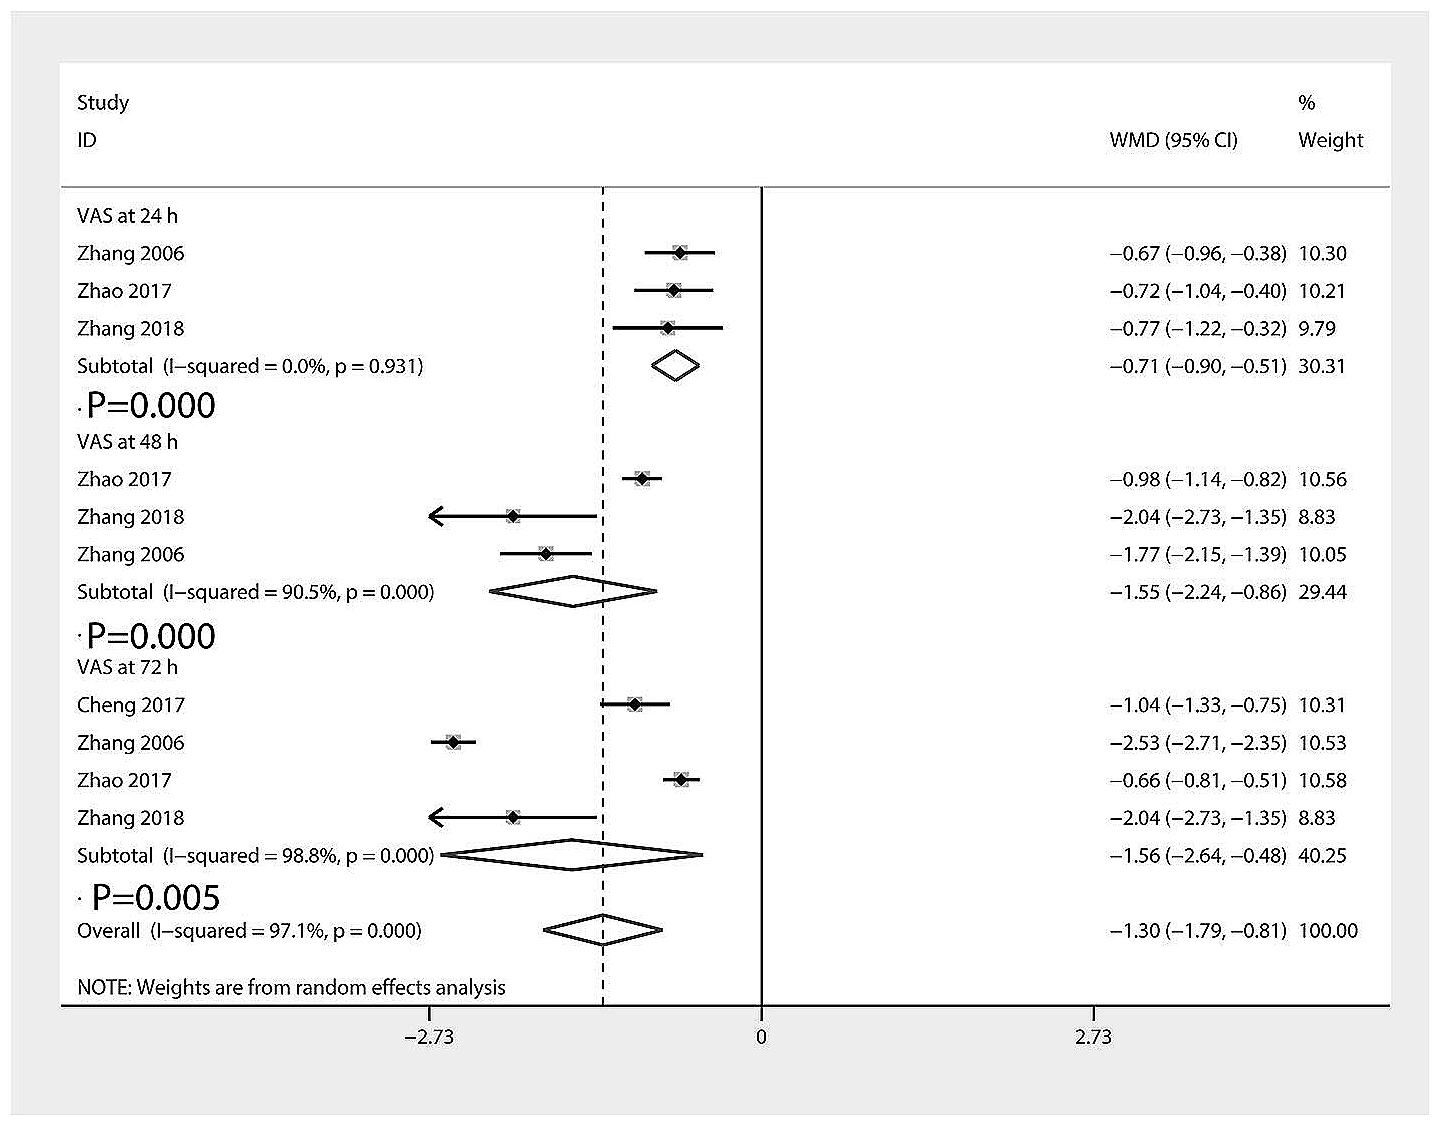 Study %
ID WMD (95% CI) Weight
VAS at 24 h
Zhang 2006 −0.67 (−0.96, −0.38) 10.30
Zhao 2017 −0.72 (−1.04, −0.40) 10.21
Zhang 2018 −0.77 (−1.22, −0.32) 9.79
Subtotal (I−squared = 0.0%, p = 0.931) −0.71 (−0.90, −0.51) 30.31
. P=0.000
VAS at 48 h
Zhao 2017 −0.98 (−1.14, −0.82) 10.56
Zhang 2018 −2.04 (−2.73, −1.35) 8.83
Zhang 2006 −1.77 (−2.15, −1.39) 10.05
Subtotal (I−squared = 90.5%, p = 0.000) −1.55 (−2.24, −0.86) 29.44
. P=0.000
VAS at 72 h
Cheng 2017 −1.04 (−1.33, −0.75) 10.31
Zhang 2006 −2.53 (−2.71, −2.35) 10.53
Zhao 2017 −0.66 (−0.81, −0.51) 10.58
Zhang 2018 −2.04 (−2.73, −1.35) 8.83
Subtotal (I−squared = 98.8%, p = 0.000) −1.56 (−2.64, −0.48) 40.25
. P=0.005
Overall (I−squared = 97.1%, p = 0.000) −1.30 (−1.79, −0.81) 100.00
NOTE: Weights are from random effects analysis
−2.73 0 2.73